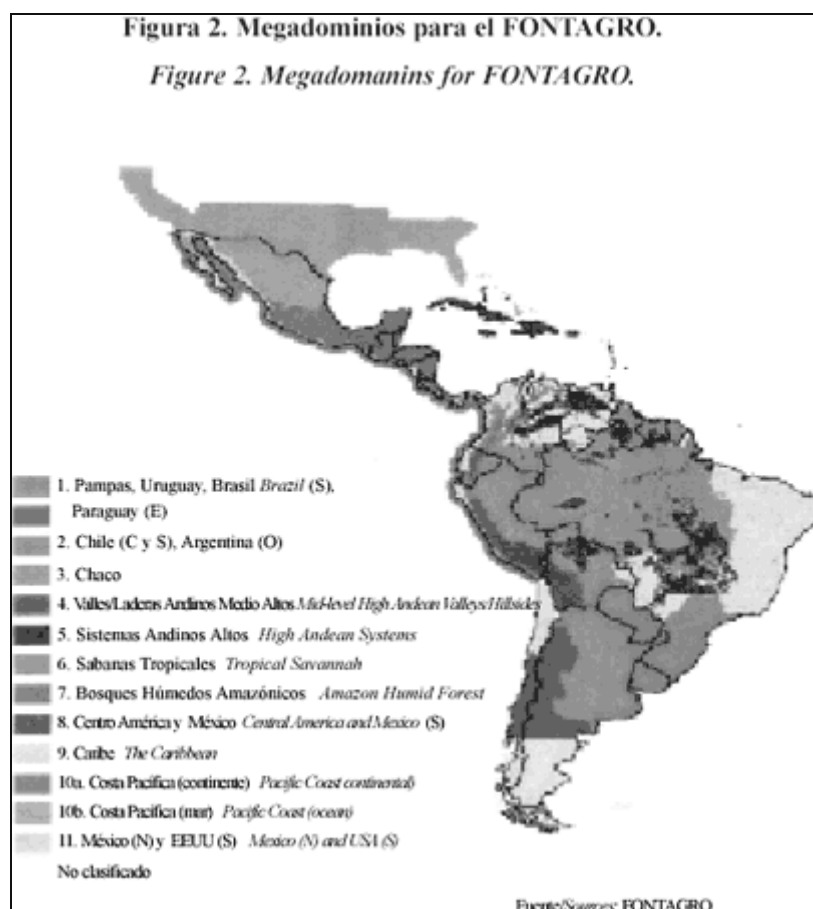 Figura 2. Megadominios para el FONTAGRO.
Figure 2. Megadomanins for FONTAGRO.
1. Pampas, Uruguay, Brasil Brazil (S),
Paraguay (E)
2. Chile (C y S), Argentina (O)
3. Chaco
4. Valles/Laderas Andinos Medio Altos Mid-level High Andean Valleys/Hillsides
5. Sistemas Andinos Altos High Andean Systems
6. Sabanas Tropicales Tropical Savannah
7. Bosques Húmedos Amazónicos Amazon Humid Forest
8. Centro América y México Central America and Mexico (S)
9. Caribe The Caribbean
10a. Costa Pacífica (continente) Pacific Coast continental)
10b. Costa Pacífica (mar) Pacific Coast (ocean)
11. México (N) y EEUU (S) Mexico (N) and USA (S)
No clasificado
Fuente/Sources: FONTAGRO